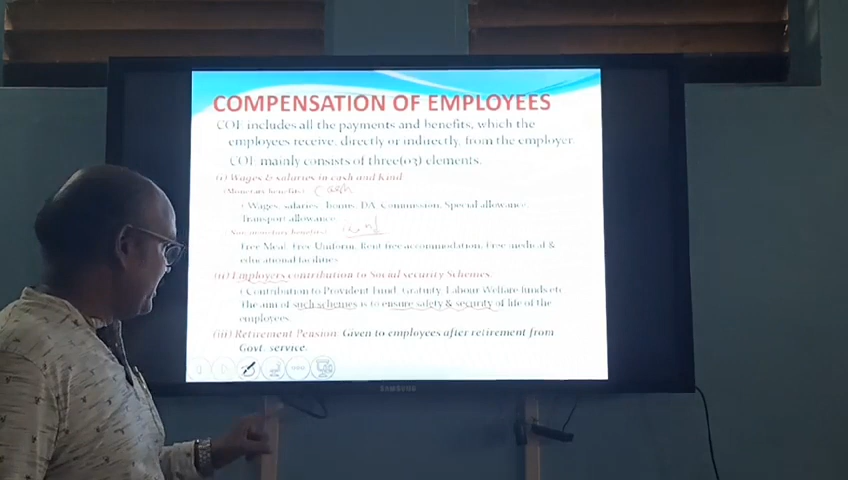 COMPENSATION OF EMPLOYEES
COE includes all the payments and benefits, which the
employees receive, directly or indirectly, from the employer.
COE mainly consists of three(03) elements.
(i) Wages & salaries in cash and Kind
(Monetary benefits) Cash
Wages, salaries, bonus, DA, Commission, Special allowance,
Transport allowance
(Non monetary benefits)
Free Meal, Free Uniform, Rent free accommodation, Free medical &
educational facilities
(ii) Employers contribution to Social security Schemes.
Contribution to Provident Fund, Gratuity, Labour Welfare funds etc
The aim of such schemes is to ensure safety & security of life of the
employees.
(iii) Retirement Pension. Given to employees after retirement from
Govt. service.
SAMSUNG